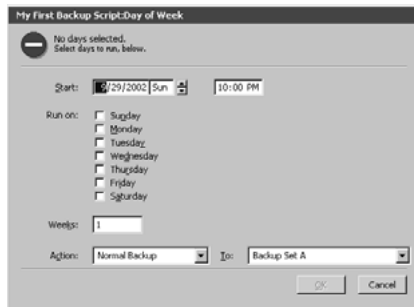 My First Backup Script:Day of Week
No days selected.
Select days to run, below.
Start: /29/2002 Sun 10:00 PM
Run on: Sunday
Monday
Tuesday
Wednesday
Thursday
Friday
Saturday
Weeks: 1
Action: Normal Backup To: Backup Set A
OK Cancel